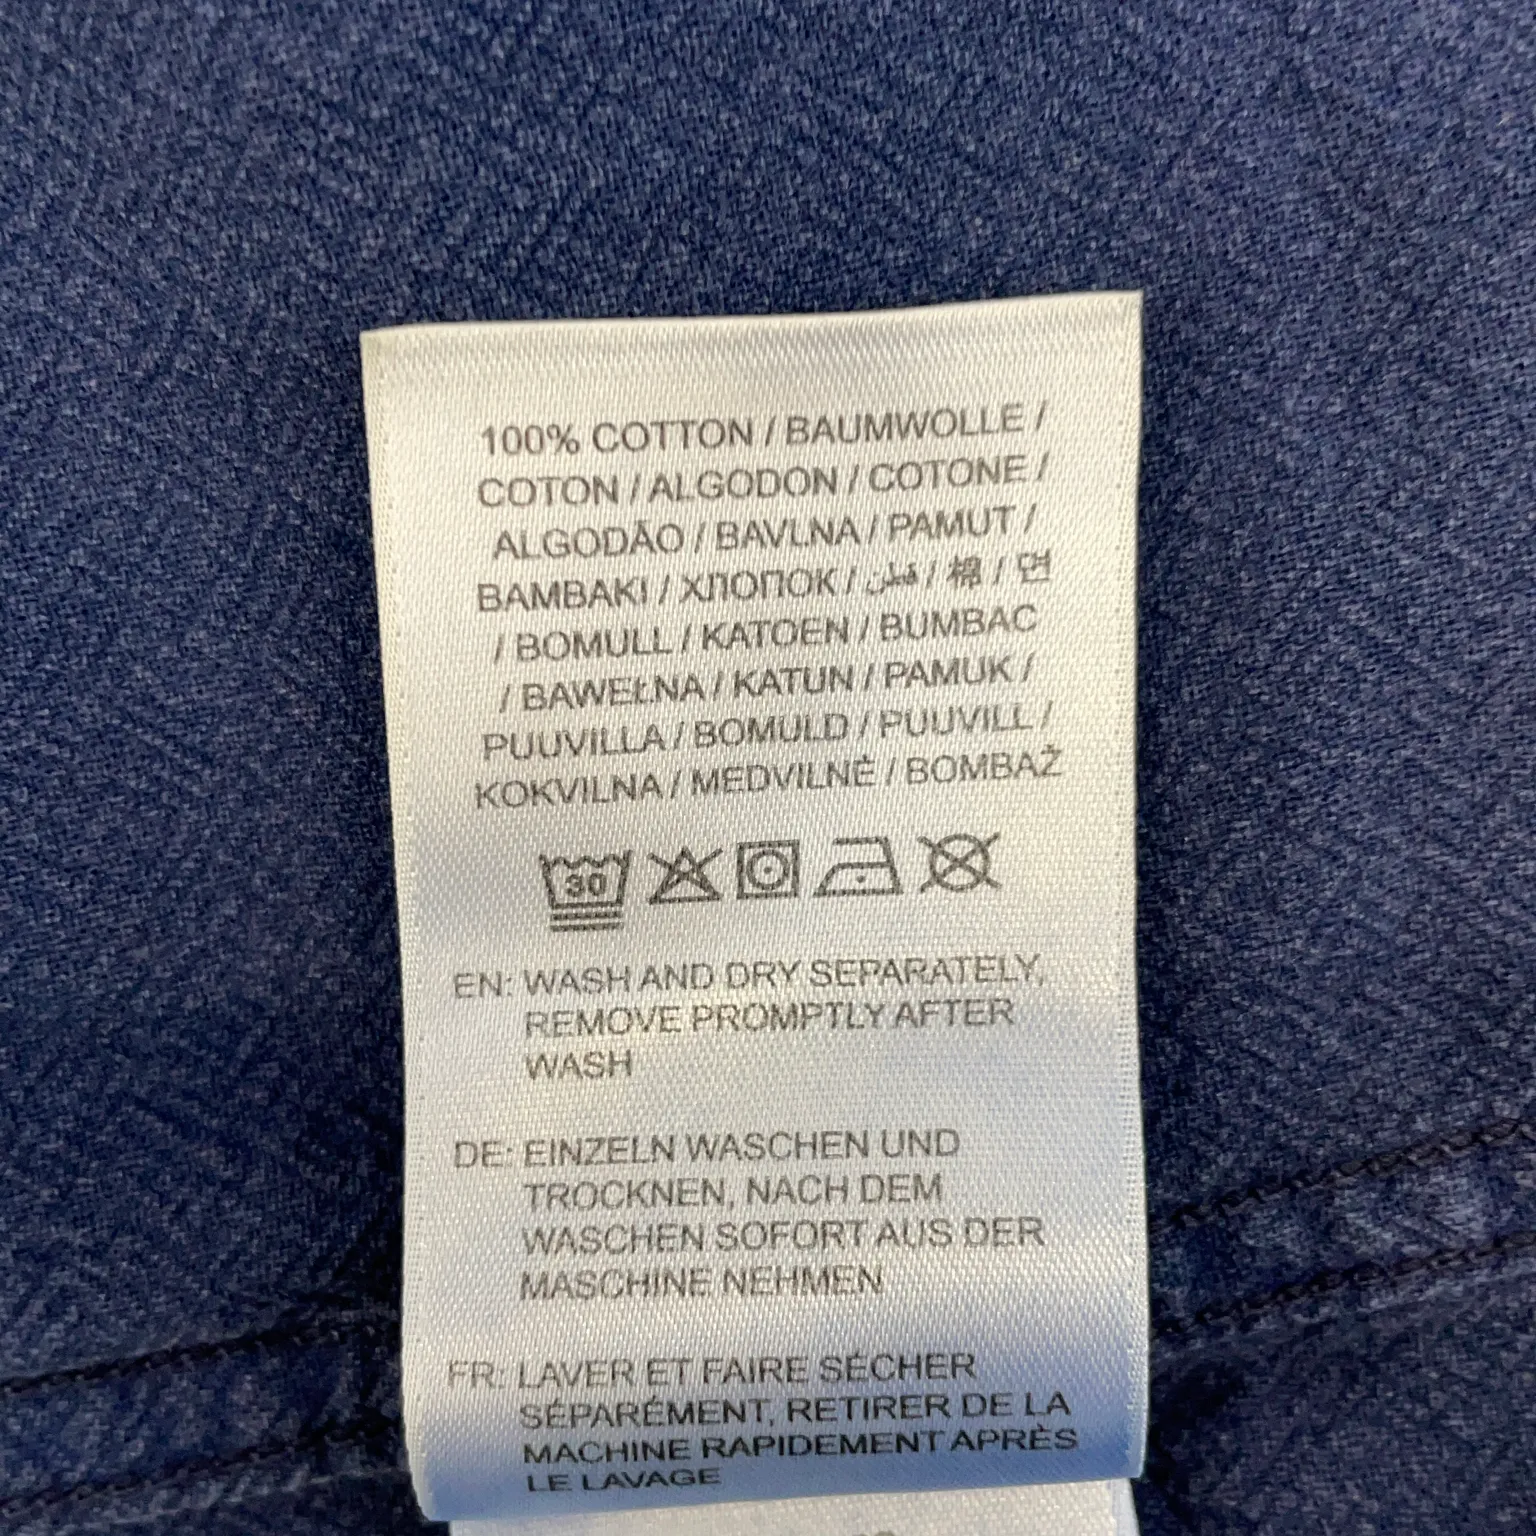 100% COTTON / BAUMWOLLE /
COTON / ALGODON / COTONE /
ALGODÃO / BAVLNA / PAMUT /
BAMBAKI / ХЛОПОК / قطن / 棉 / 면
/ BOMULL / KATOEN / BUMBAC
/ BAWEŁNA / KATUN / PAMUK /
PUUVILLA / BOMULD / PUUVILL /
KOKVILNA / MEDVILNĖ / BOMBAŻ
30
EN: WASH AND DRY SEPARATELY,
REMOVE PROMPTLY AFTER
WASH
DE: EINZELN WASCHEN UND
TROCKNEN, NACH DEM
WASCHEN SOFORT AUS DER
MASCHINE NEHMEN
FR: LAVER ET FAIRE SÉCHER
SÉPARÉMENT, RETIRER DE LA
MACHINE RAPIDEMENT APRÈS
LE LAVAGE